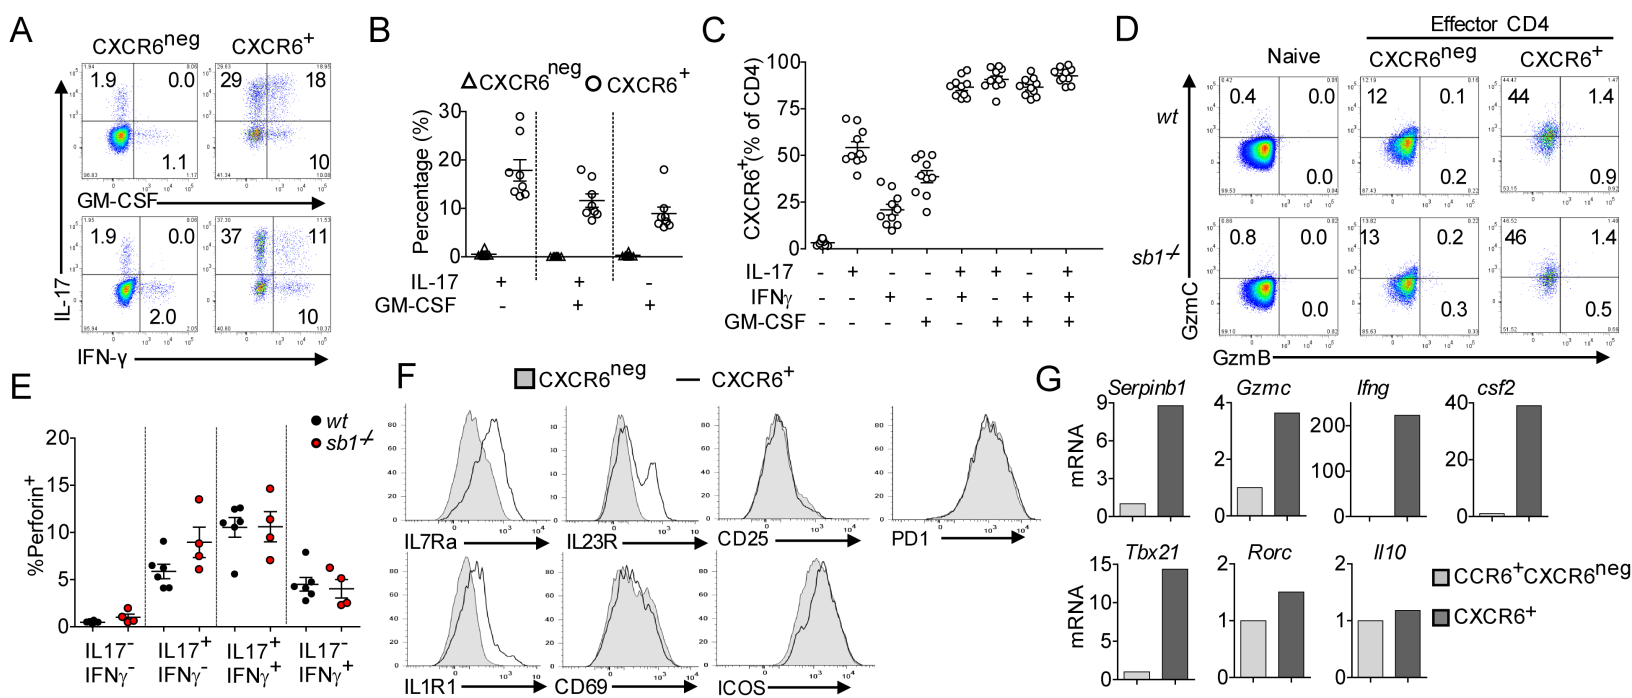 A
CXCR6neg CXCR6+
1.9 0.0 29 18
1.1 10
GM-CSF
1.9 0.0 37 11
2.0 10
IL-17
IFN-γ
B
CXCR6neg CXCR6+
Percentage (%)
30
20
10
0
IL-17 + + -
GM-CSF - + +
C
CXCR6+(% of CD4)
100
75
50
25
0
IL-17 - + - - + + - +
IFNγ - - + - + - + +
GM-CSF - - - + - + + +
D
Effector CD4
Naive CXCR6neg CXCR6+
wt
0.4 0.0 12 0.1 44 1.4
0.0 0.2 0.9
sb1-/-
0.8 0.0 13 0.2 46 1.4
0.0 0.3 0.5
GzmC
GzmB
E
wt
sb1-/-
%Perforin+
20
15
10
5
0
IL17- IL17+ IL17+ IL17-
IFNγ- IFNγ- IFNγ+ IFNγ+
F
CXCR6neg CXCR6+
IL7Ra IL23R CD25 PD1
IL1R1 CD69 ICOS
G
Serpinb1 Gzmc Ifng csf2
mRNA
9 4 200 40
6 2 100 20
3
0 0 0 0
Tbx21 Rorc Il10
mRNA
15 2 2
10 1 1
5
0 0 0
CCR6+CXCR6neg
CXCR6+